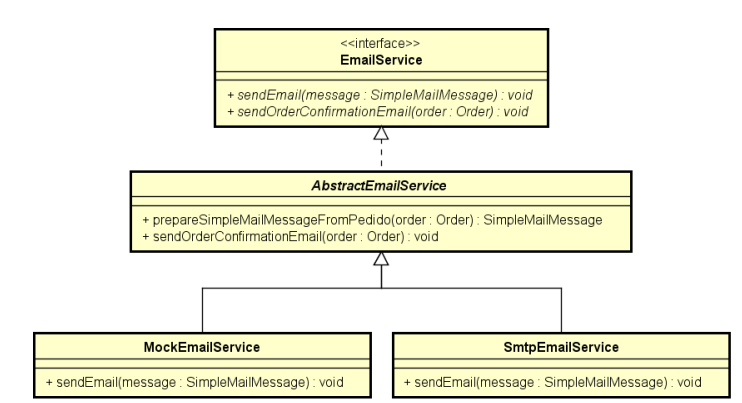 <<interface>>
EmailService
+ sendEmail(message : SimpleMailMessage) : void
+ sendOrderConfirmationEmail(order : Order) : void
AbstractEmailService
+ prepareSimpleMailMessageFromPedido(order : Order) : SimpleMailMessage
+ sendOrderConfirmationEmail(order : Order) : void
MockEmailService
+ sendEmail(message : SimpleMailMessage) : void
SmtpEmailService
+ sendEmail(message : SimpleMailMessage) : void